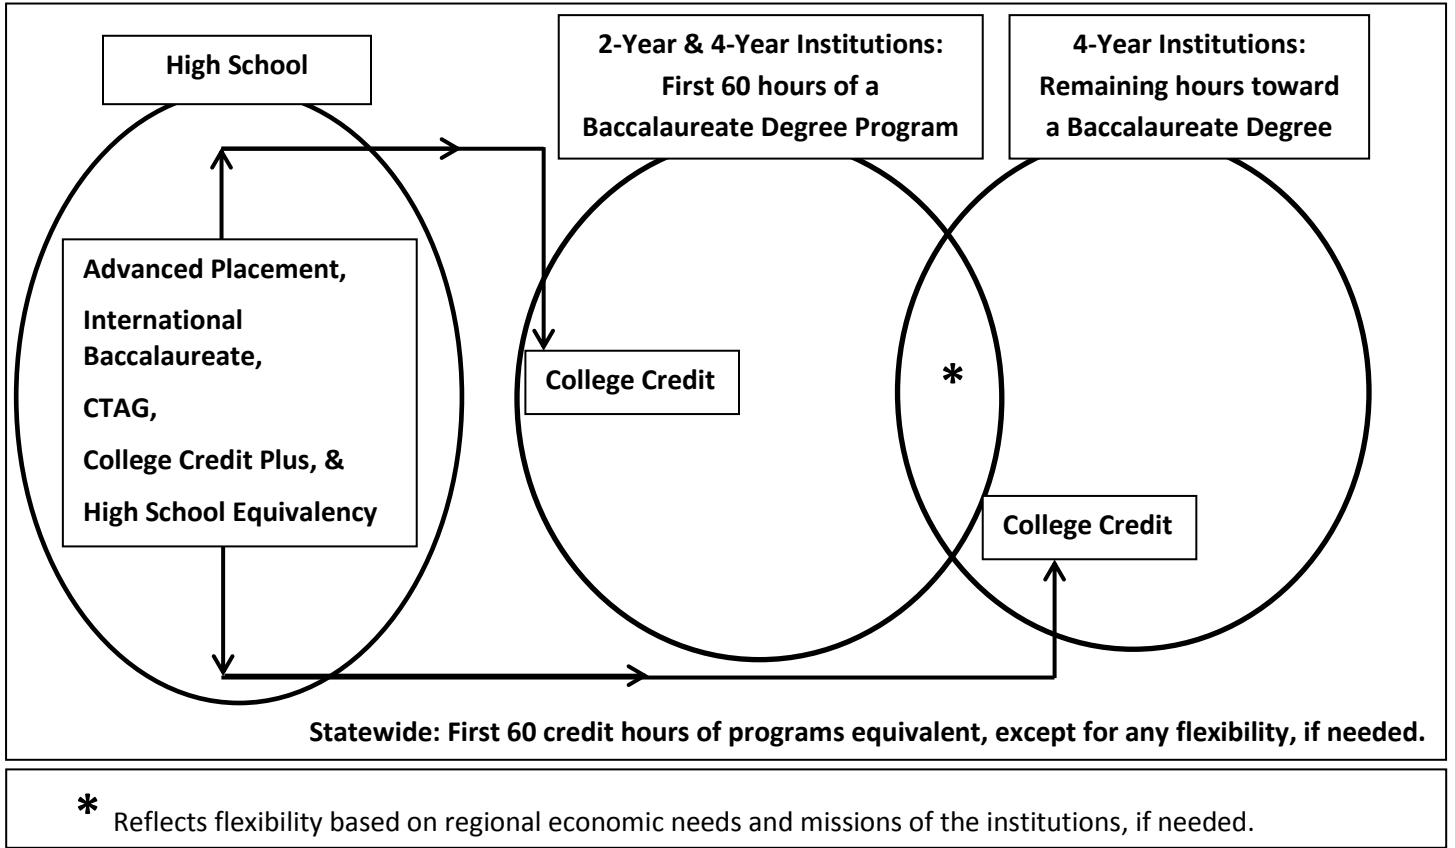 High School
2-Year & 4-Year Institutions:
First 60 hours of a
Baccalaureate Degree Program
4-Year Institutions:
Remaining hours toward
a Baccalaureate Degree
Advanced Placement,
International
Baccalaureate,
CTAG,
College Credit Plus, &
High School Equivalency
College Credit
*
College Credit
Statewide: First 60 credit hours of programs equivalent, except for any flexibility, if needed.
* Reflects flexibility based on regional economic needs and missions of the institutions, if needed.